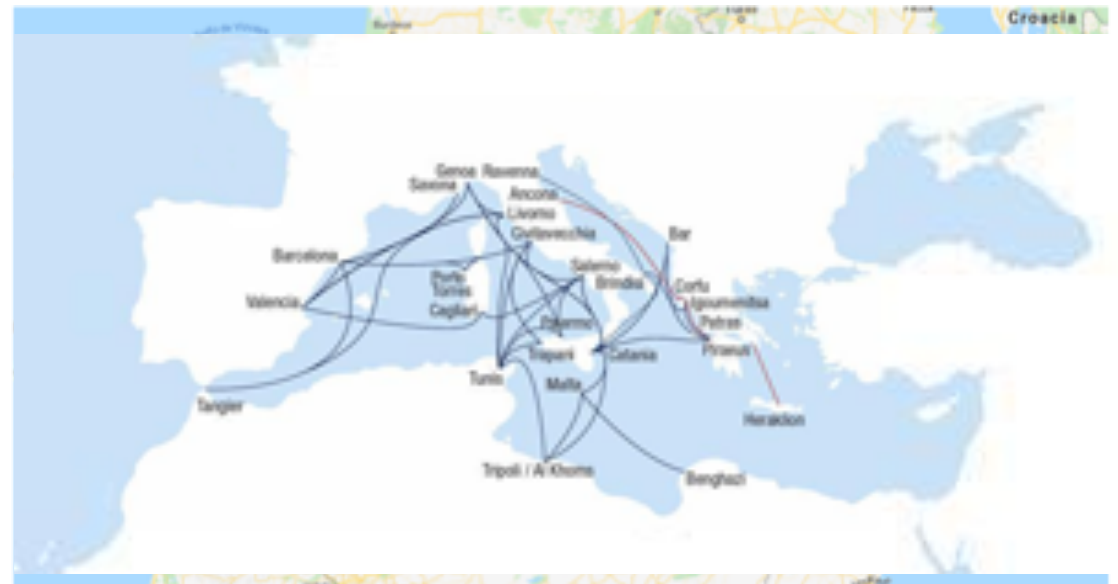 Croacia
Genoa
Ravenna
Savona
Ancona
Livorno
Civitavecchia
Bar
Barcelona
Salerno
Brindisi
Porto
Torres
Corfu
Igoumenitsa
Valencia
Cagliari
Palermo
Patras
Trapani
Catania
Piraeus
Tunis
Malta
Tangier
Heraklion
Tripoli / Al Khoms
Benghazi